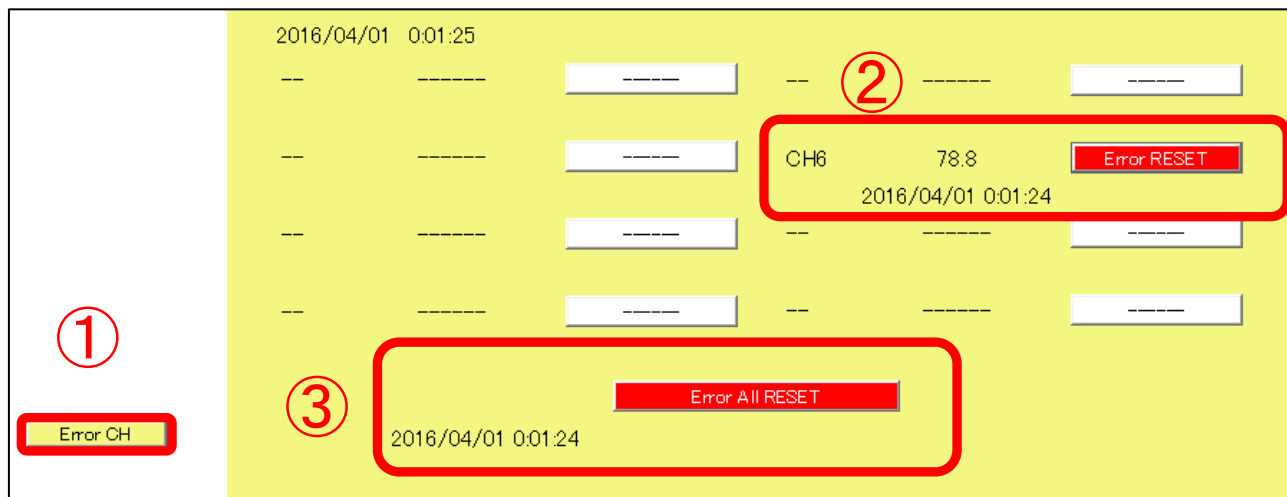 2016/04/01 0:01:25
-- ------ ------ -- ② ------ ------
-- ------ ------ CH6 78.8 Error RESET
2016/04/01 0:01:24
-- ------ ------ -- ------ ------
-- ------ ------ -- ------ ------
①
③ Error All RESET
Error CH 2016/04/01 0:01:24